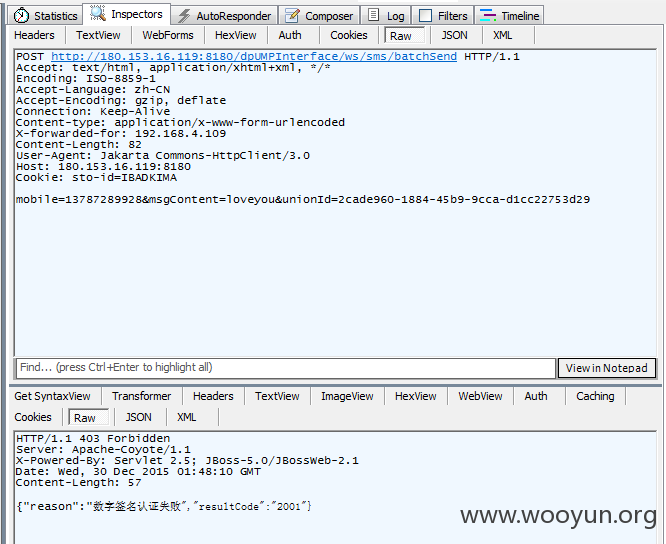 Statistics Inspectors AutoResponder Composer Log Filters Timeline
Headers TextView WebForms HexView Auth Cookies Raw JSON XML
POST http://180.153.16.119:8180/dpUMPInterface/ws/sms/batchSend HTTP/1.1
Accept: text/html, application/xhtml+xml, */*
Encoding: ISO-8859-1
Accept-Language: zh-CN
Accept-Encoding: gzip, deflate
Connection: Keep-Alive
Content-type: application/x-www-form-urlencoded
X-forwarded-for: 192.168.4.109
Content-Length: 82
User-Agent: Jakarta Commons-HttpClient/3.0
Host: 180.153.16.119:8180
Cookie: sto-id=IBADKIMA
mobile=13787289928&msgContent=loveyou&unionId=2cade960-1884-45b9-9cca-d1cc22753d29
Find... (press Ctrl+Enter to highlight all) View in Notepad
Get SyntaxView Transformer Headers TextView ImageView HexView WebView Auth Caching
Cookies Raw JSON XML
HTTP/1.1 403 Forbidden
Server: Apache-Coyote/1.1
X-Powered-By: Servlet 2.5; JBoss-5.0/JBossWeb-2.1
Date: Wed, 30 Dec 2015 01:48:10 GMT
Content-Length: 57
{"reason":"数字签名认证失败","resultCode":"2001"}
www.wooyun.org